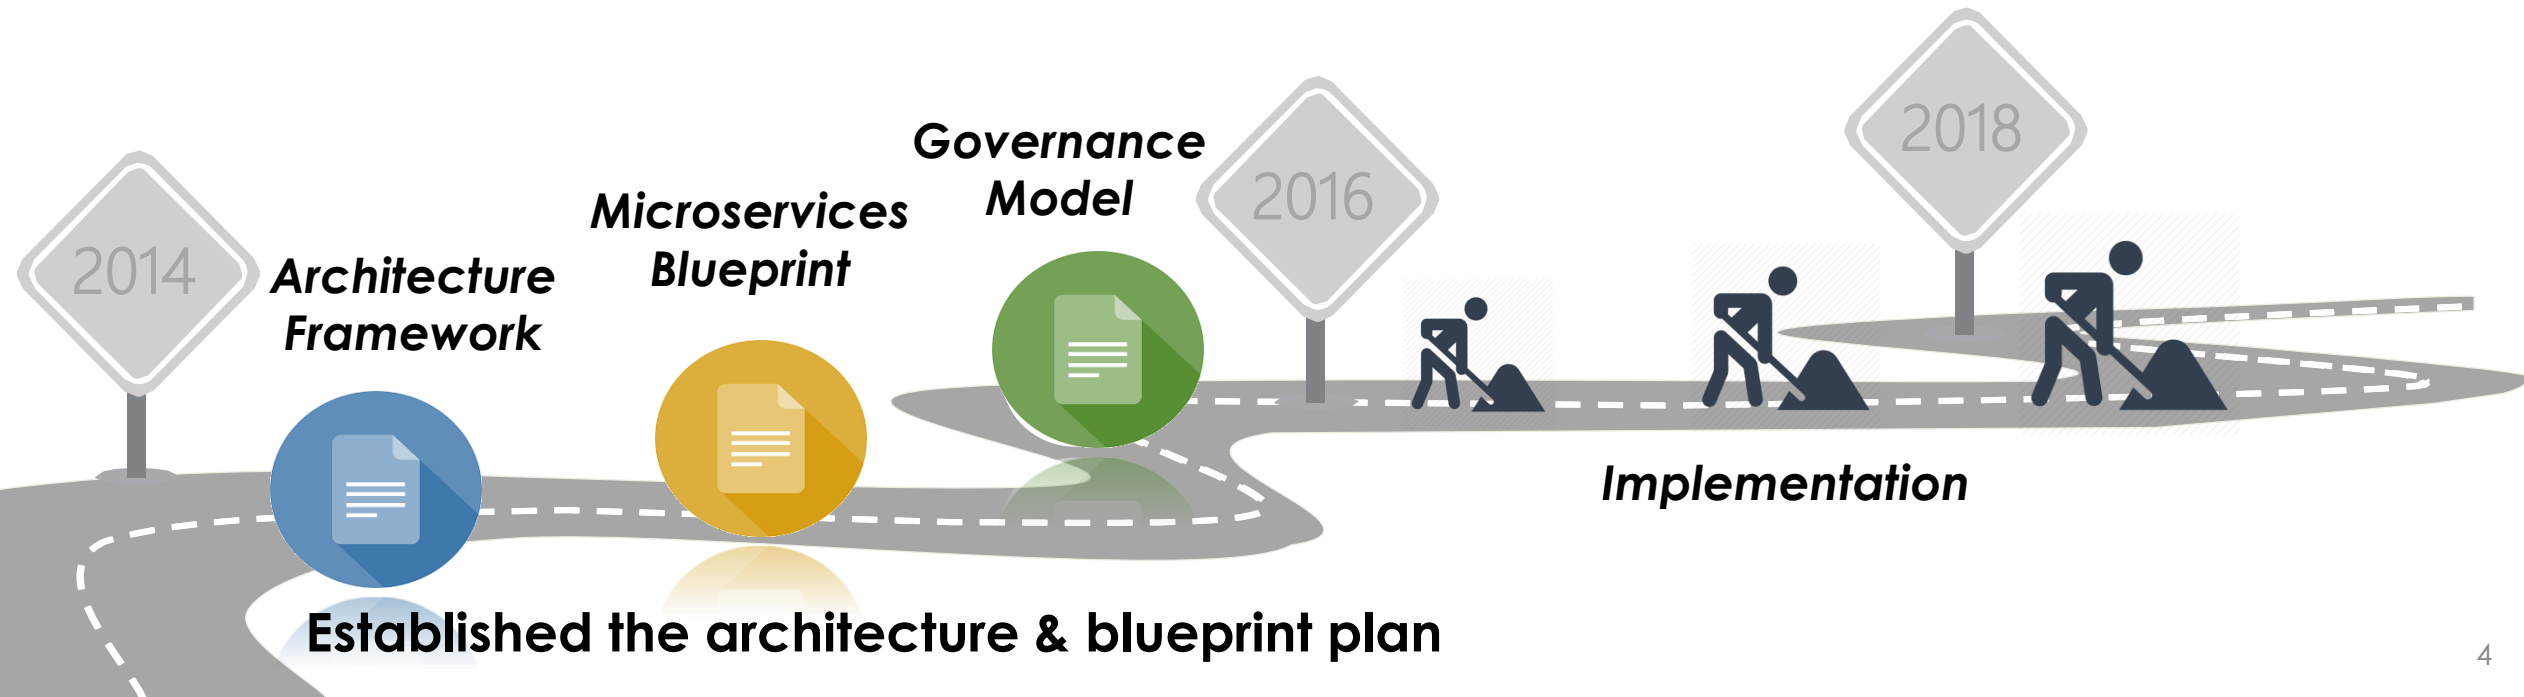 2014
Architecture
Framework
Microservices
Blueprint
Governance
Model
2016
2018
Implementation
Established the architecture & blueprint plan
4